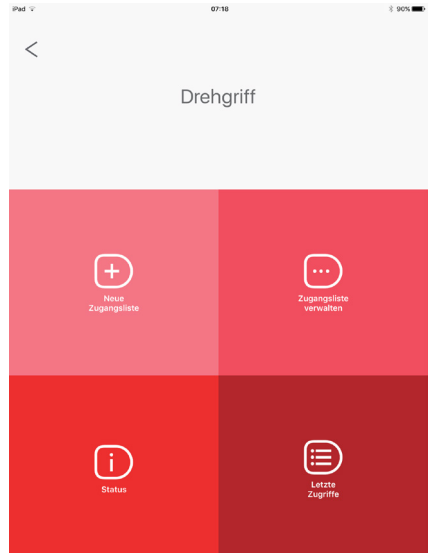 iPad 07:18 90%
Drehgriff
Neue
Zugangsliste
Zugangsliste
verwalten
Status
Letzte
Zugriffe